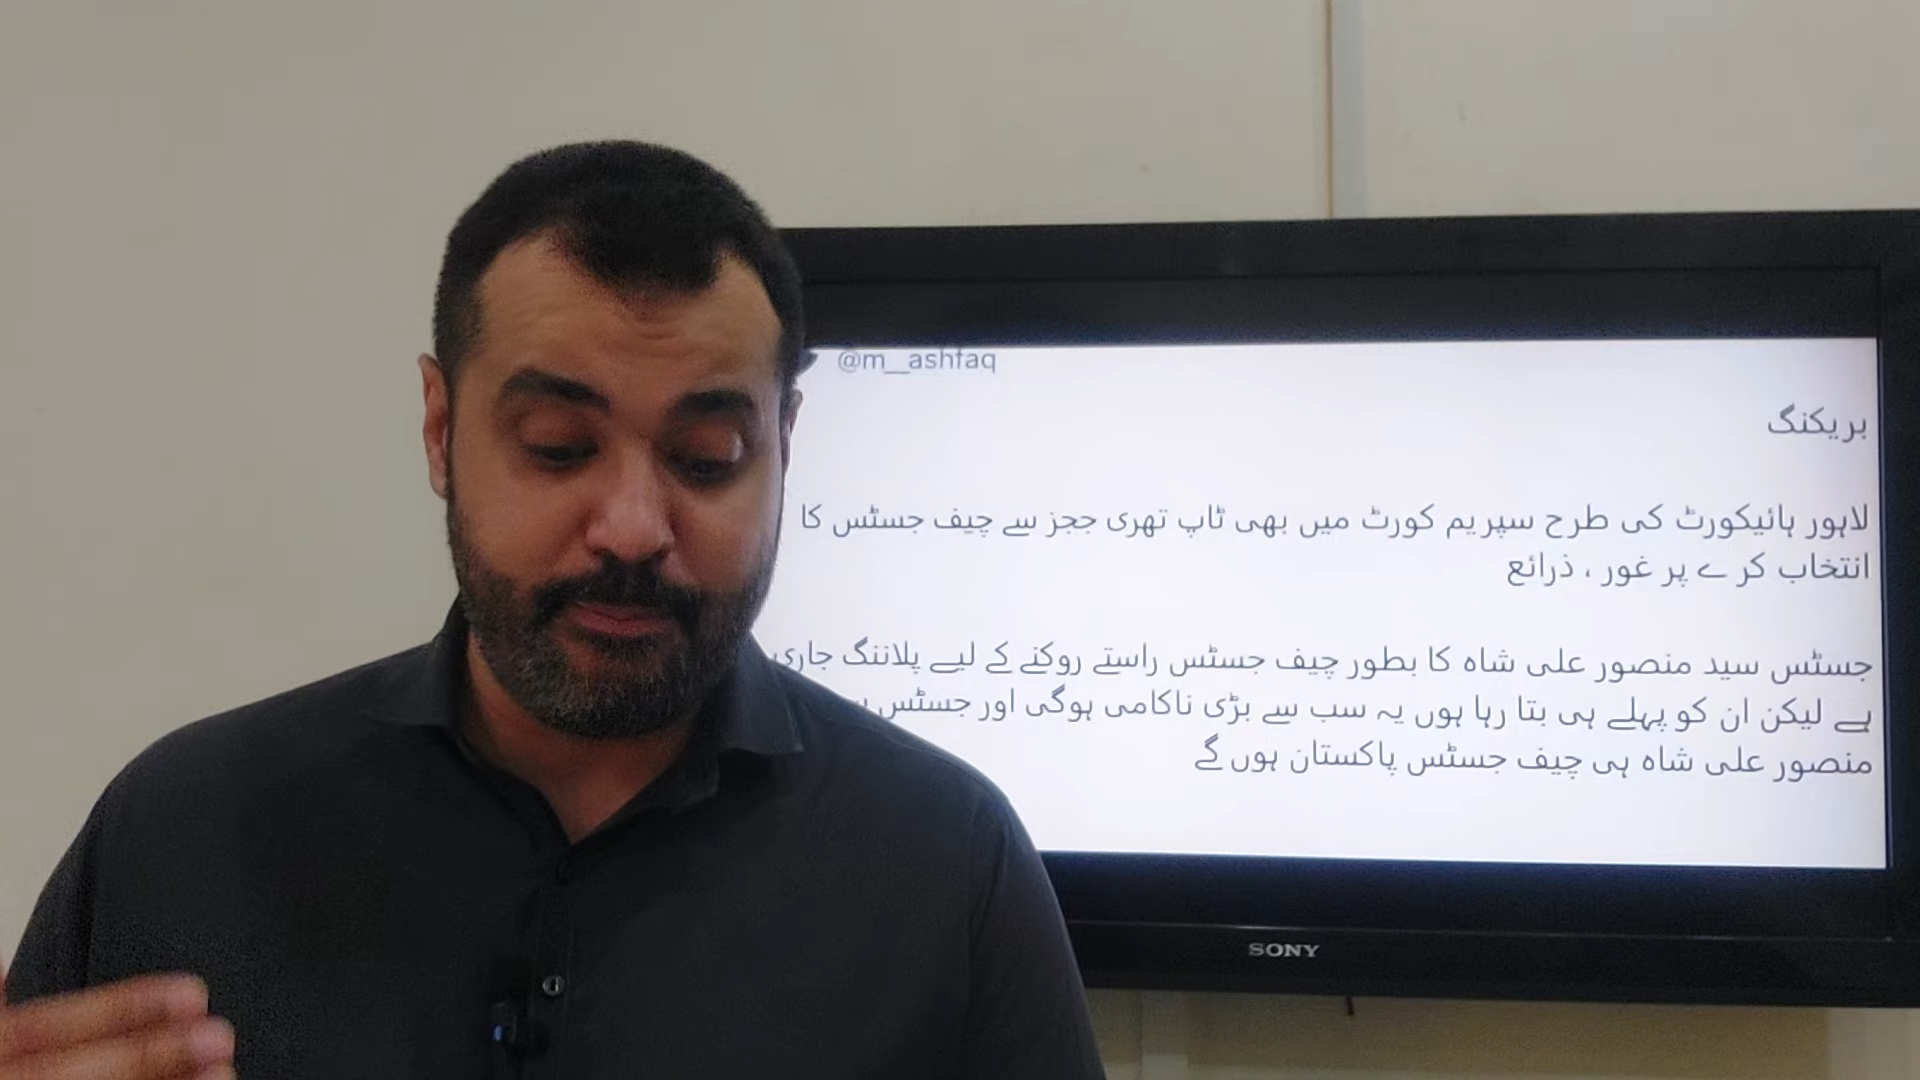 @m__ashfaq
بریکنگ
لاہور ہائیکورٹ کی طرح سپریم کورٹ میں بھی ٹاپ تھری ججز سے چیف جسٹس کا
انتخاب کر ے پر غور ، ذرائع
جسٹس سید منصور علی شاہ کا بطور چیف جسٹس راستے روکنے کے لیے پلاننگ جاری
ہے لیکن ان کو پہلے ہی بتا رہا ہوں یہ سب سے بڑی ناکامی ہوگی اور جسٹس
منصور علی شاہ ہی چیف جسٹس پاکستان ہوں گے
SONY